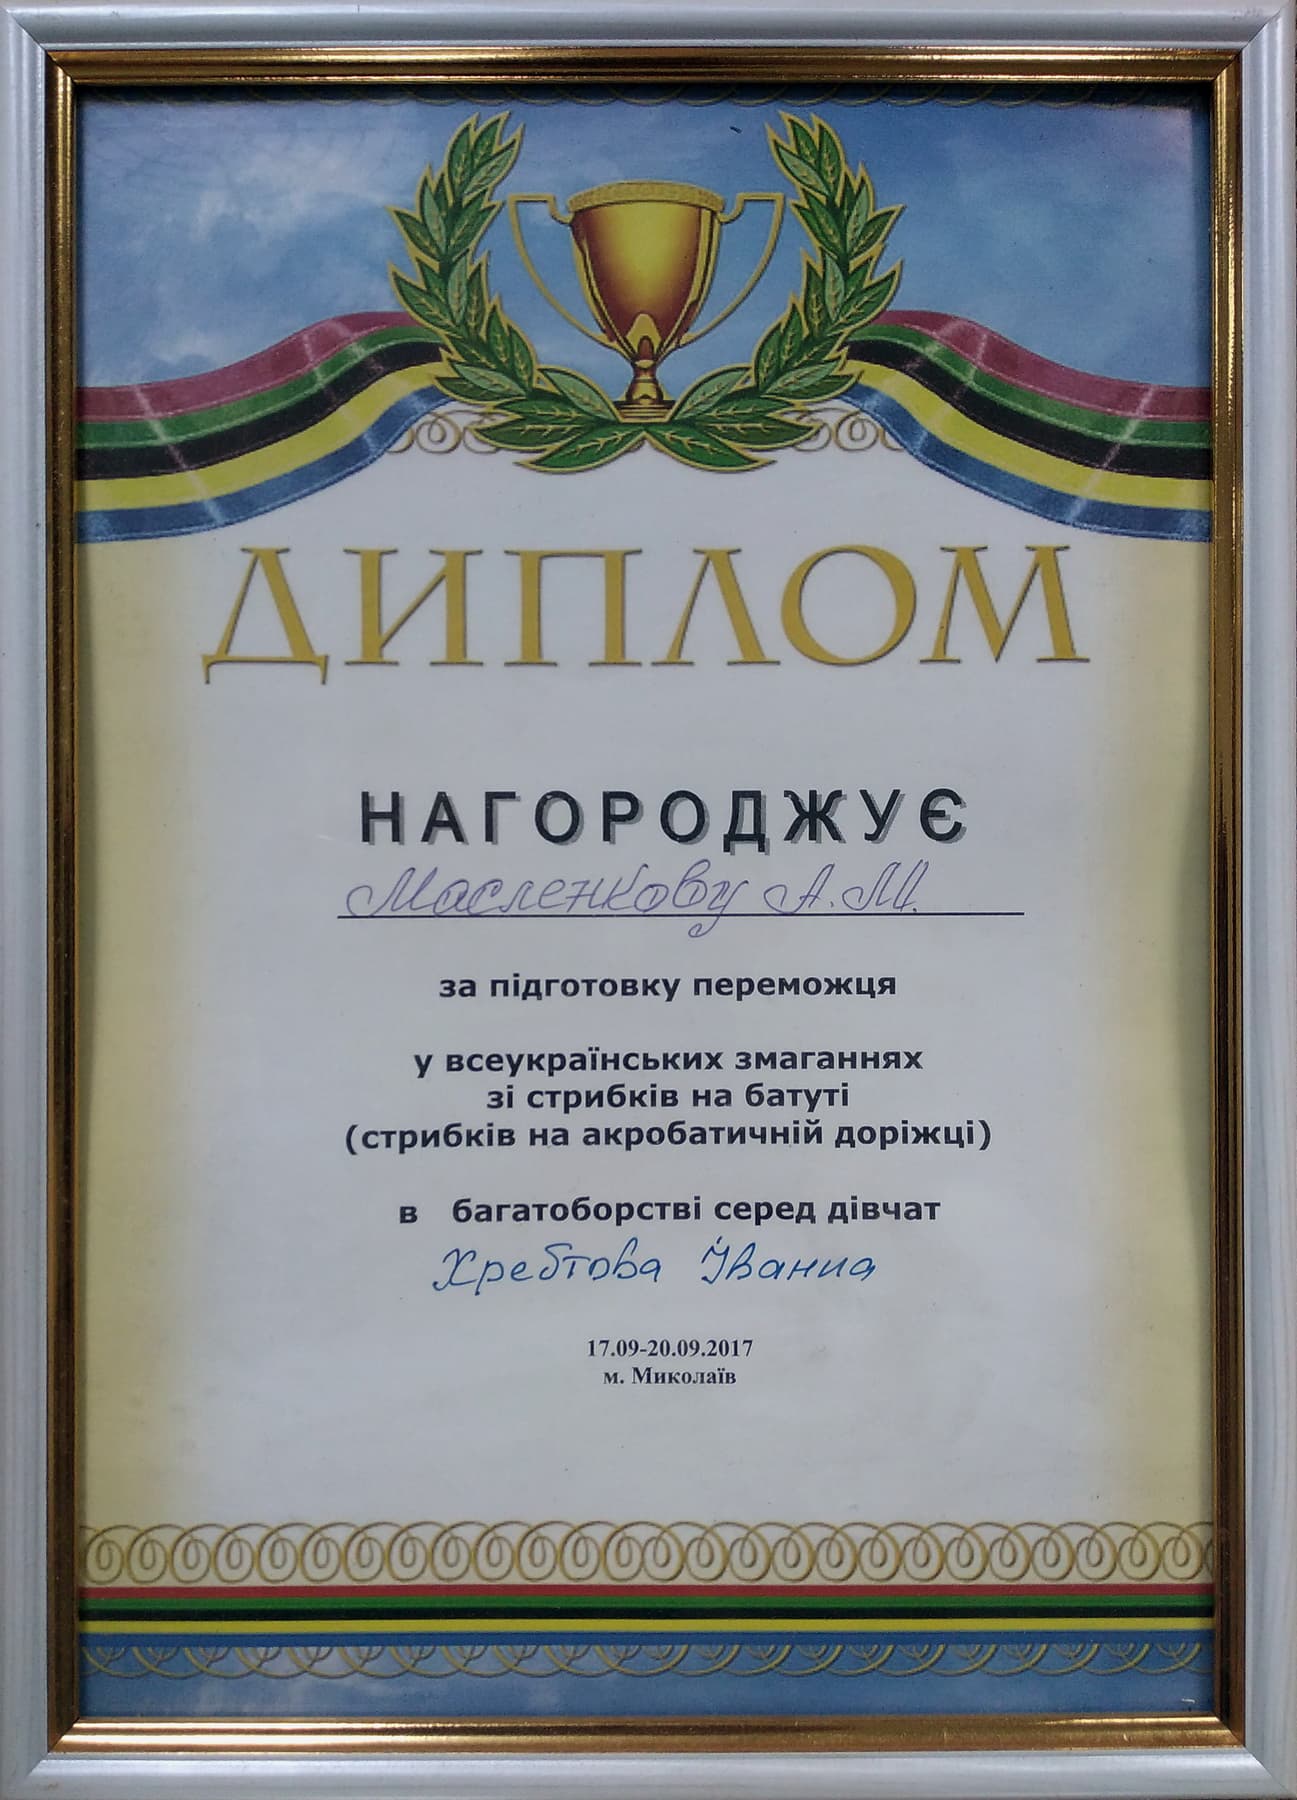 ДИПЛОМ
НАГОРОДЖУЄ
Масленкову А.М.
за підготовку переможця
у всеукраїнських змаганнях
зі стрибків на батуті
(стрибків на акробатичній доріжці)
в багатоборстві серед дівчат
Хребтова Іванна
17.09-20.09.2017
м. Миколаїв